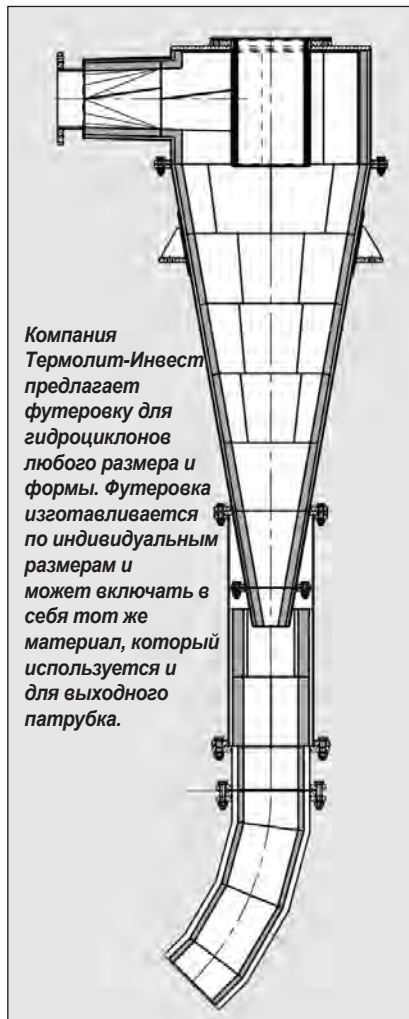 Компания
Термолит-Инвест
предлагает
футеровку для
гидроциклонов
любого размера и
формы. Футеровка
изготавливается
по индивидуальным
размерам и
может включать в
себя тот же
материал, который
используется и
для выходного
патрубка.